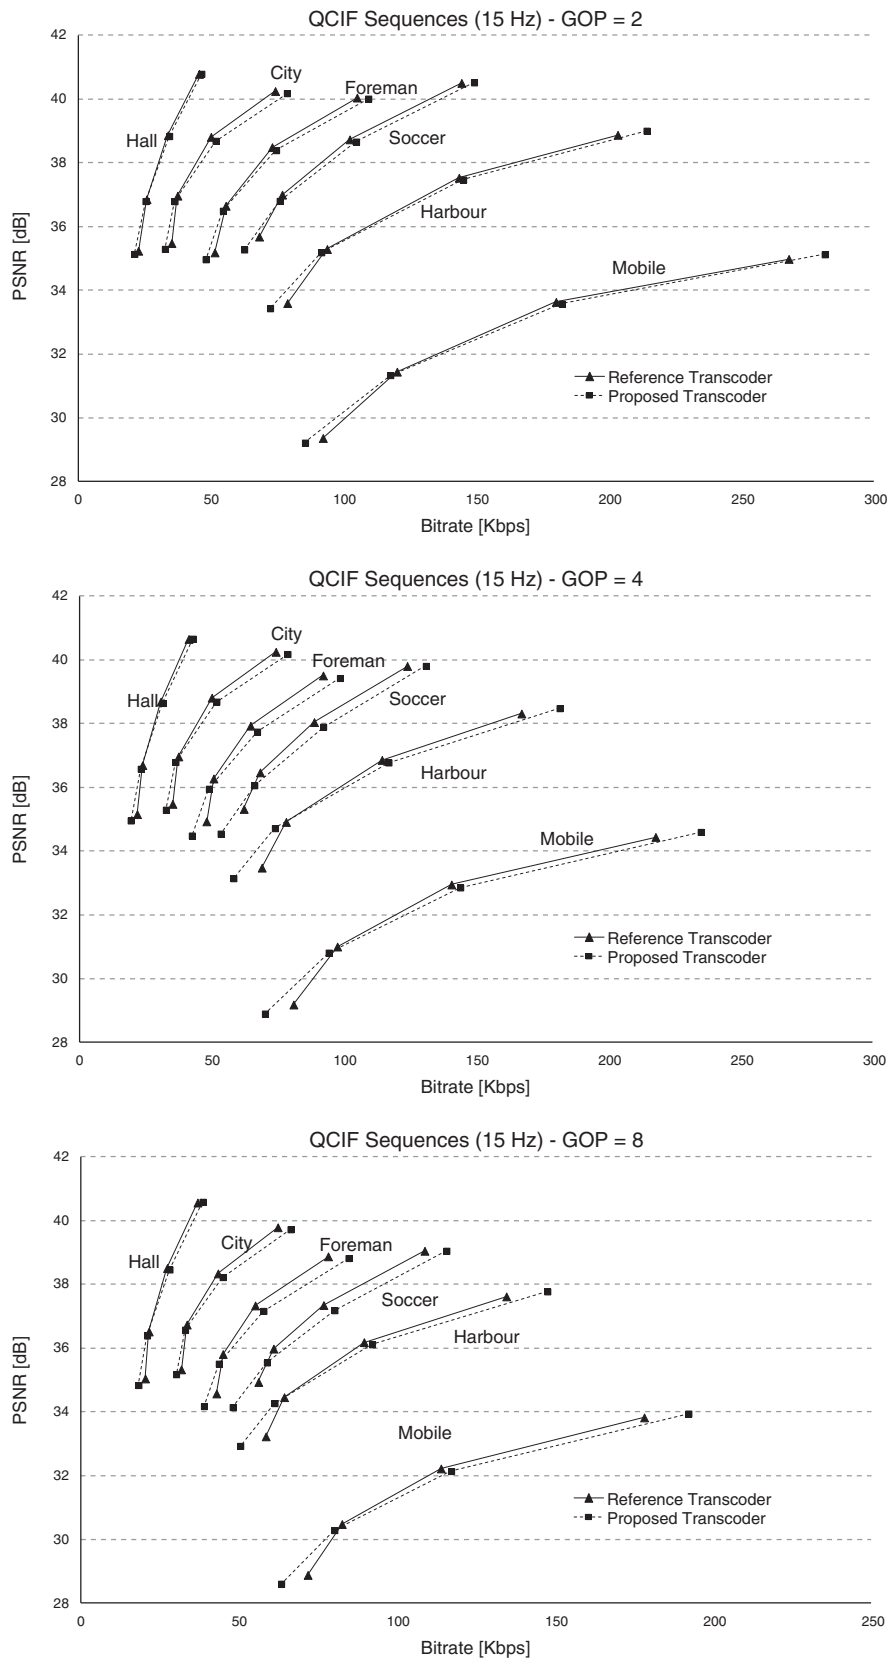 QCIF Sequences (15 Hz) - GOP = 2
42
40
38
36
34
32
30
28
PSNR [dB]
Hall
City
Foreman
Soccer
Harbour
Mobile
Reference Transcoder
Proposed Transcoder
0 50 100 150 200 250 300
Bitrate [Kbps]
QCIF Sequences (15 Hz) - GOP = 4
42
40
38
36
34
32
30
28
PSNR [dB]
Hall
City
Foreman
Soccer
Harbour
Mobile
Reference Transcoder
Proposed Transcoder
0 50 100 150 200 250 300
Bitrate [Kbps]
QCIF Sequences (15 Hz) - GOP = 8
42
40
38
36
34
32
30
28
PSNR [dB]
Hall
City
Foreman
Soccer
Harbour
Mobile
Reference Transcoder
Proposed Transcoder
0 50 100 150 200 250
Bitrate [Kbps]